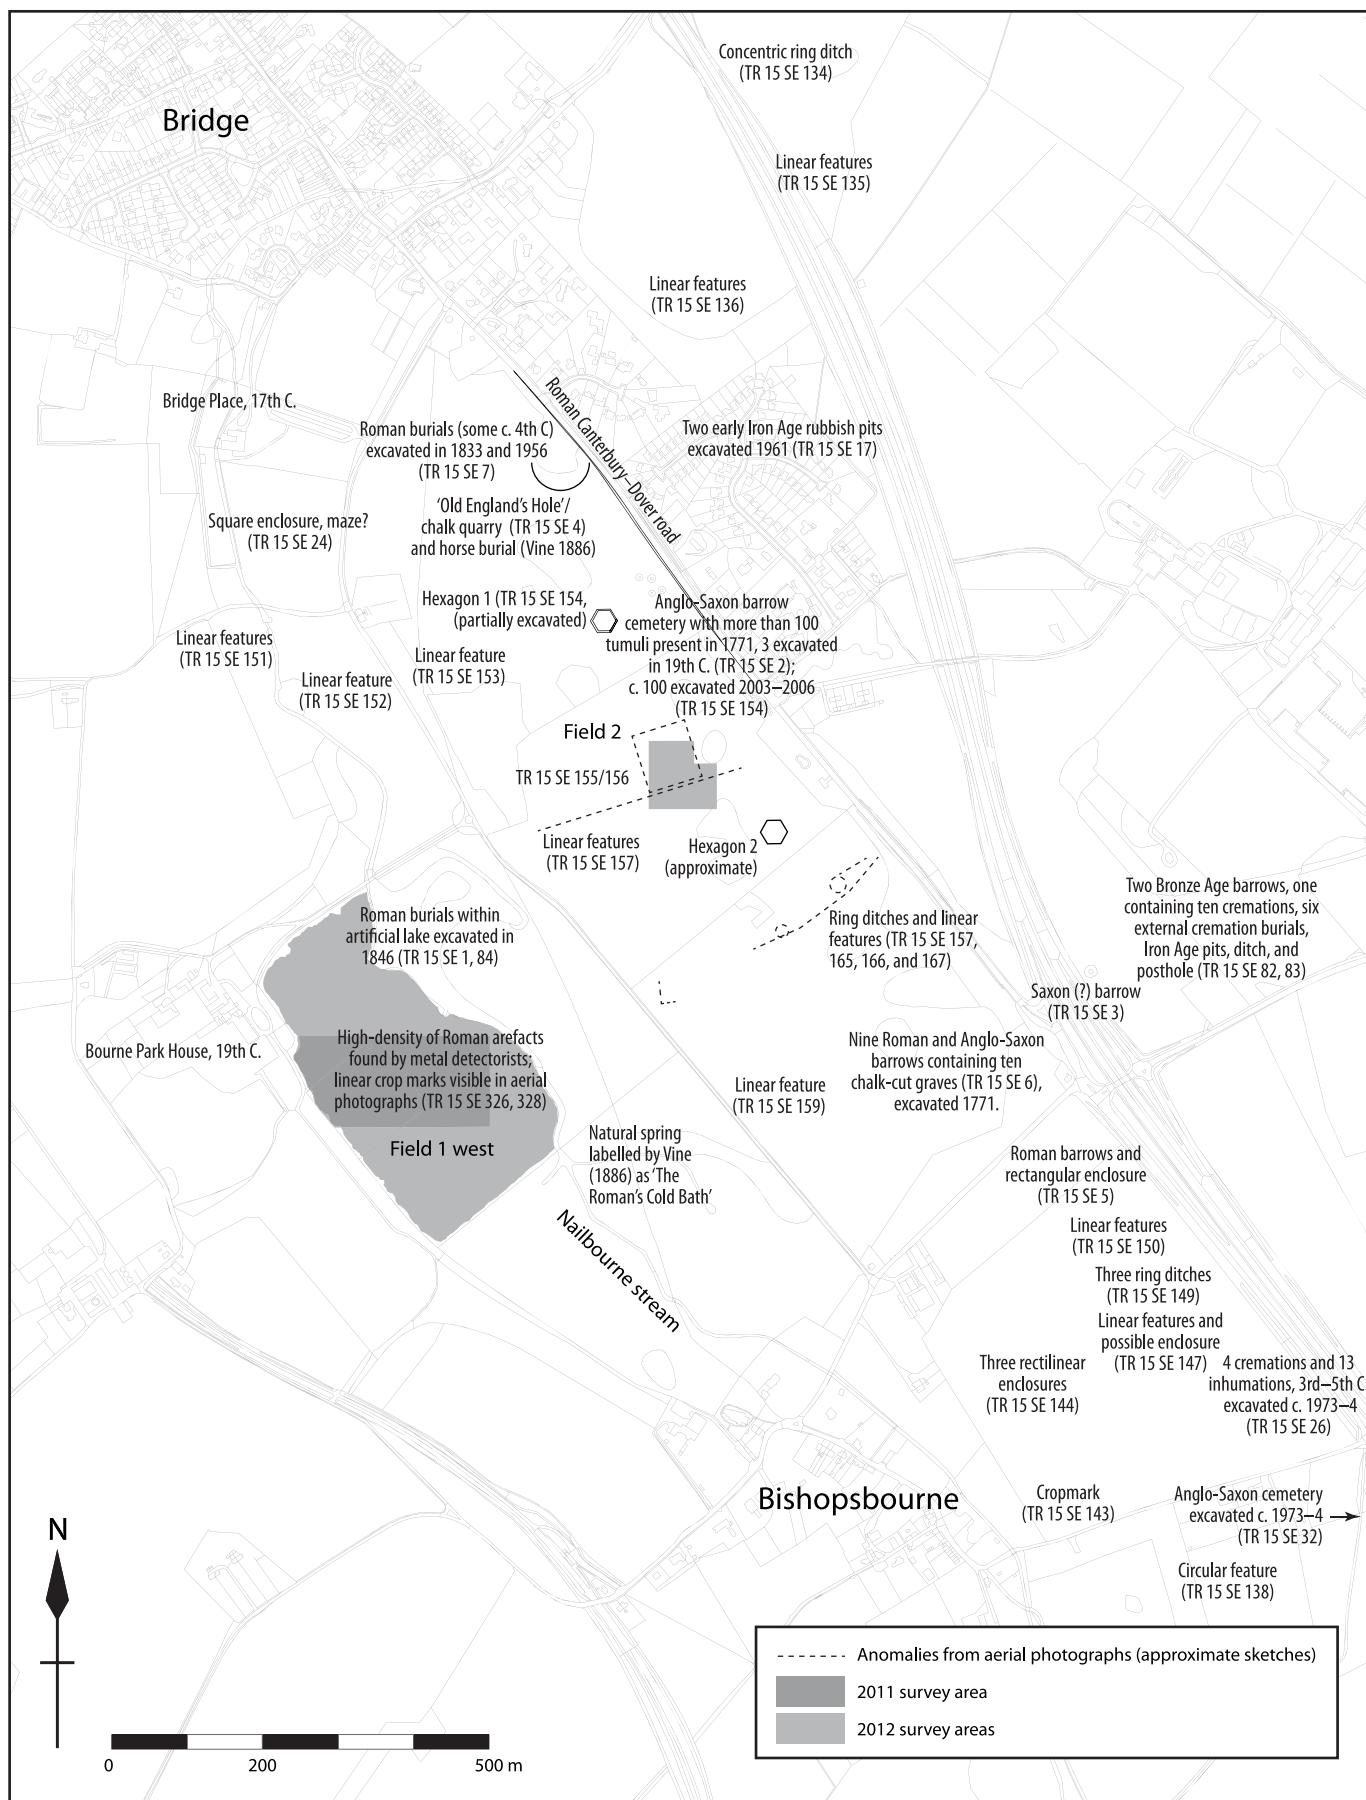 Concentric ring ditch
(TR 15 SE 134)
Bridge
Linear features
(TR 15 SE 135)
Linear features
(TR 15 SE 136)
Bridge Place, 17th C.
Roman Canterbury–Dover road
Roman burials (some c. 4th C)
excavated in 1833 and 1956
(TR 15 SE 7)
Two early Iron Age rubbish pits
excavated 1961 (TR 15 SE 17)
'Old England's Hole'/
chalk quarry (TR 15 SE 4)
and horse burial (Vine 1886)
Square enclosure, maze?
(TR 15 SE 24)
Hexagon 1 (TR 15 SE 154,
(partially excavated)
Anglo-Saxon barrow
cemetery with more than 100
tumuli present in 1771, 3 excavated
in 19th C. (TR 15 SE 2);
c. 100 excavated 2003–2006
(TR 15 SE 154)
Linear features
(TR 15 SE 151)
Linear feature
(TR 15 SE 153)
Linear feature
(TR 15 SE 152)
Field 2
TR 15 SE 155/156
Linear features
(TR 15 SE 157)
Hexagon 2
(approximate)
Two Bronze Age barrows, one
containing ten cremations, six
external cremation burials,
Iron Age pits, ditch, and
posthole (TR 15 SE 82, 83)
Roman burials within
artificial lake excavated in
1846 (TR 15 SE 1, 84)
Ring ditches and linear
features (TR 15 SE 157,
165, 166, and 167)
Saxon (?) barrow
(TR 15 SE 3)
Bourne Park House, 19th C.
High-density of Roman arefacts
found by metal detectorists;
linear crop marks visible in aerial
photographs (TR 15 SE 326, 328)
Nine Roman and Anglo-Saxon
barrows containing ten
chalk-cut graves (TR 15 SE 6),
excavated 1771.
Linear feature
(TR 15 SE 159)
Field 1 west
Natural spring
labelled by Vine
(1886) as 'The
Roman's Cold Bath'
Roman barrows and
rectangular enclosure
(TR 15 SE 5)
Nailbourne stream
Linear features
(TR 15 SE 150)
Three ring ditches
(TR 15 SE 149)
Linear features and
possible enclosure
(TR 15 SE 147)
Three rectilinear
enclosures
(TR 15 SE 144)
4 cremations and 13
inhumations, 3rd–5th C.
excavated c. 1973–4
(TR 15 SE 26)
Bishopsbourne
Cropmark
(TR 15 SE 143)
Anglo-Saxon cemetery
excavated c. 1973–4
(TR 15 SE 32)
Circular feature
(TR 15 SE 138)
N
0 200 500 m
Anomalies from aerial photographs (approximate sketches)
2011 survey area
2012 survey areas